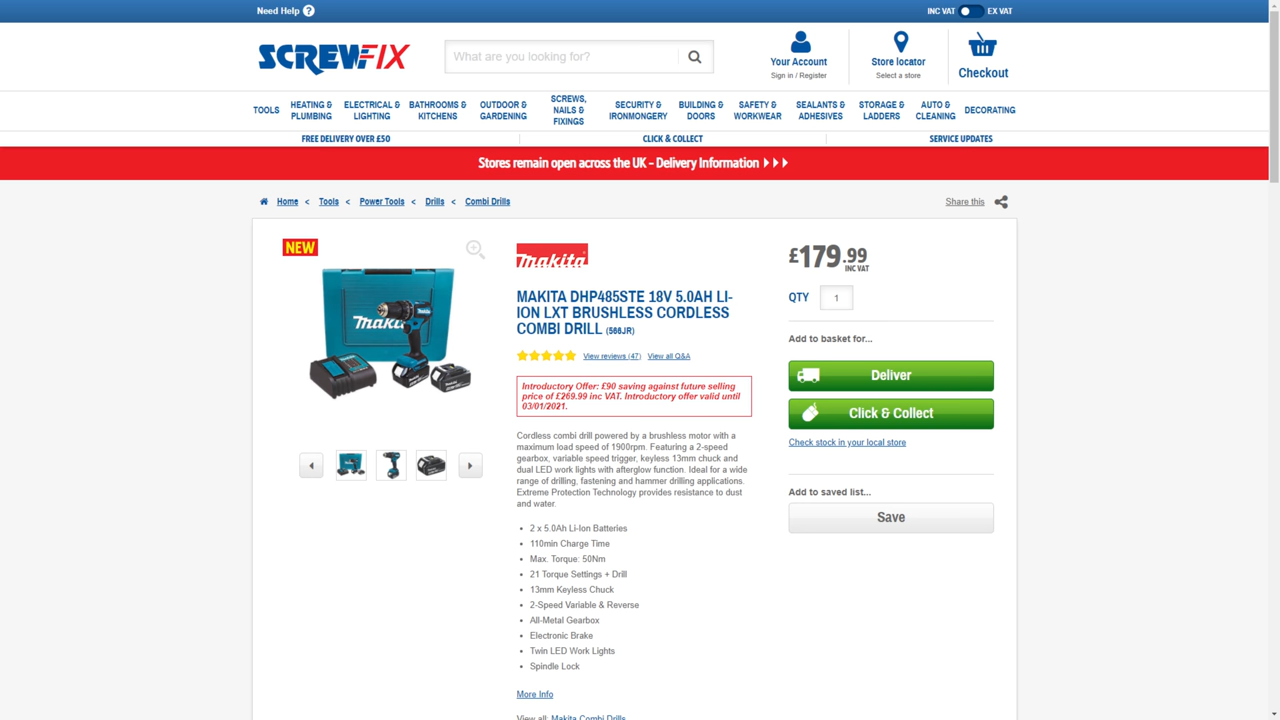 Need Help ?
INC VAT EX VAT
SCREWFIX
What are you looking for?
Your Account
Sign in / Register
Store locator
Select a store
Checkout
TOOLS
HEATING &
PLUMBING
ELECTRICAL &
LIGHTING
BATHROOMS &
KITCHENS
OUTDOOR &
GARDENING
SCREWS,
NAILS &
FIXINGS
SECURITY &
IRONMONGERY
BUILDING &
DOORS
SAFETY &
WORKWEAR
SEALANTS &
ADHESIVES
STORAGE &
LADDERS
AUTO &
CLEANING
DECORATING
FREE DELIVERY OVER £50
CLICK & COLLECT
SERVICE UPDATES
Stores remain open across the UK - Delivery Information
Home < Tools < Power Tools < Drills < Combi Drills
Share this
NEW
Makita
makita
MAKITA DHP485STE 18V 5.0AH LI-
ION LXT BRUSHLESS CORDLESS
COMBI DRILL (566JR)
View reviews (47) View all Q&A
Introductory Offer: £90 saving against future selling
price of £269.99 inc VAT. Introductory offer valid until
03/01/2021.
Cordless combi drill powered by a brushless motor with a
maximum load speed of 1900rpm. Featuring a 2-speed
gearbox, variable speed trigger, keyless 13mm chuck and
dual LED work lights with afterglow function. Ideal for a wide
range of drilling, fastening and hammer drilling applications.
Extreme Protection Technology provides resistance to dust
and water.
2 x 5.0Ah Li-Ion Batteries
110min Charge Time
Max. Torque: 50Nm
21 Torque Settings + Drill
13mm Keyless Chuck
2-Speed Variable & Reverse
All-Metal Gearbox
Electronic Brake
Twin LED Work Lights
Spindle Lock
More Info
View all: Makita Combi Drills
£179.99
INC VAT
QTY 1
Add to basket for...
Deliver
Click & Collect
Check stock in your local store
Add to saved list...
Save